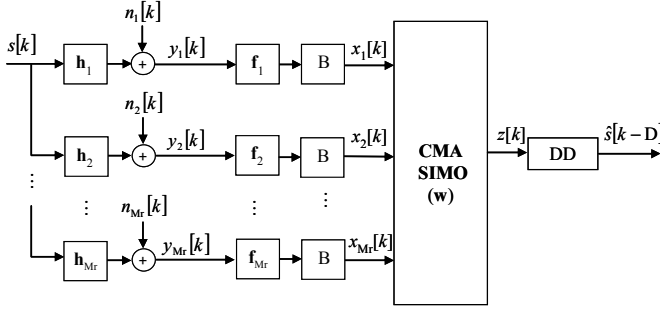 n₁[k]
s[k] h₁ + y₁[k] f₁ B x₁[k]
n₂[k]
h₂ + y₂[k] f₂ B x₂[k]
CMA
SIMO
(w)
z[k] DD ŝ[k – D]
⋯ ⋮ ⋮ ⋮
n_Mr[k]
h_Mr + y_Mr[k] f_Mr B x_Mr[k]